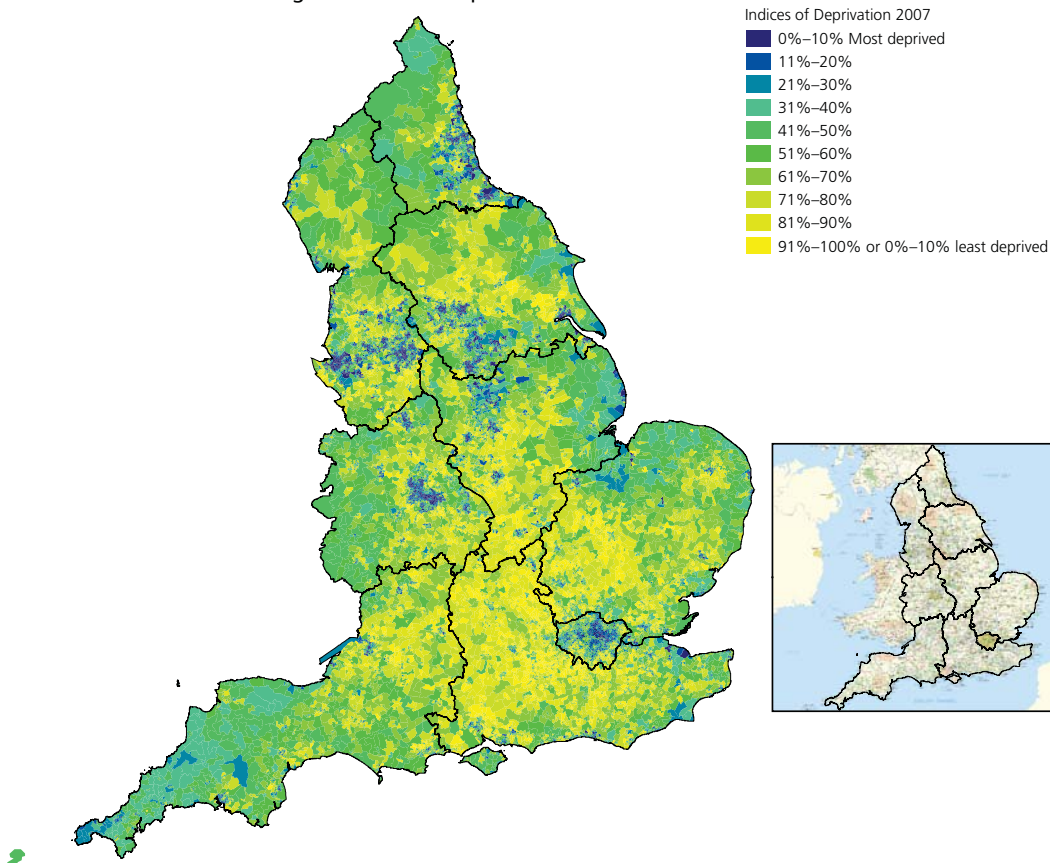 Indices of Deprivation 2007
0%–10% Most deprived
11%–20%
21%–30%
31%–40%
41%–50%
51%–60%
61%–70%
71%–80%
81%–90%
91%–100% or 0%–10% least deprived